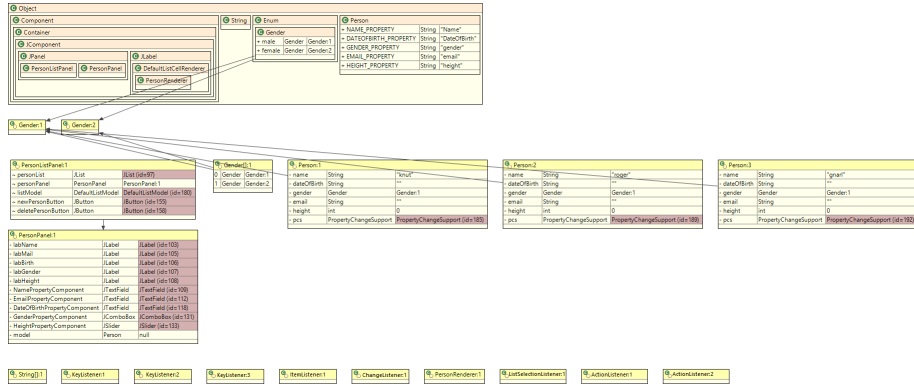 Object
Component
Container
JComponent
JPanel
PersonListPanel
PersonPanel
JLabel
DefaultListCellRenderer
PersonRenderer
String
Enum
Gender
+ male Gender Gender:1
+ female Gender Gender:2
Person
+ NAME_PROPERTY String "Name"
+ DATEOFBIRTH_PROPERTY String "DateOfBirth"
+ GENDER_PROPERTY String "gender"
+ EMAIL_PROPERTY String "email"
+ HEIGHT_PROPERTY String "height"
Gender:1
Gender:2
PersonListPanel:1
~ personList JList JList (id=97)
~ personPanel PersonPanel PersonPanel:1
~ listModel DefaultListModel DefaultListModel (id=180)
~ newPersonButton JButton JButton (id=155)
~ deletePersonButton JButton JButton (id=158)
Gender[]:1
0 Gender Gender:1
1 Gender Gender:2
Person:1
- name String "knut"
- dateOfBirth String ""
- gender Gender Gender:1
- email String ""
- height int 0
- pcs PropertyChangeSupport PropertyChangeSupport (id=185)
Person:2
- name String "roger"
- dateOfBirth String ""
- gender Gender Gender:1
- email String ""
- height int 0
- pcs PropertyChangeSupport PropertyChangeSupport (id=189)
Person:3
- name String "gnarl"
- dateOfBirth String ""
- gender Gender Gender:1
- email String ""
- height int 0
- pcs PropertyChangeSupport PropertyChangeSupport (id=192)
PersonPanel:1
- labName JLabel JLabel (id=103)
- labMail JLabel JLabel (id=105)
- labBirth JLabel JLabel (id=106)
- labGender JLabel JLabel (id=107)
- labHeight JLabel JLabel (id=108)
- NamePropertyComponent JTextField JTextField (id=109)
- EmailPropertyComponent JTextField JTextField (id=112)
- DateOfBirthPropertyComponent JTextField JTextField (id=118)
- GenderPropertyComponent JComboBox JComboBox (id=131)
- HeightPropertyComponent JSlider JSlider (id=133)
- model Person null
String[]:1
KeyListener:1
KeyListener:2
KeyListener:3
ItemListener:1
ChangeListener:1
PersonRenderer:1
ListSelectionListener:1
ActionListener:1
ActionListener:2